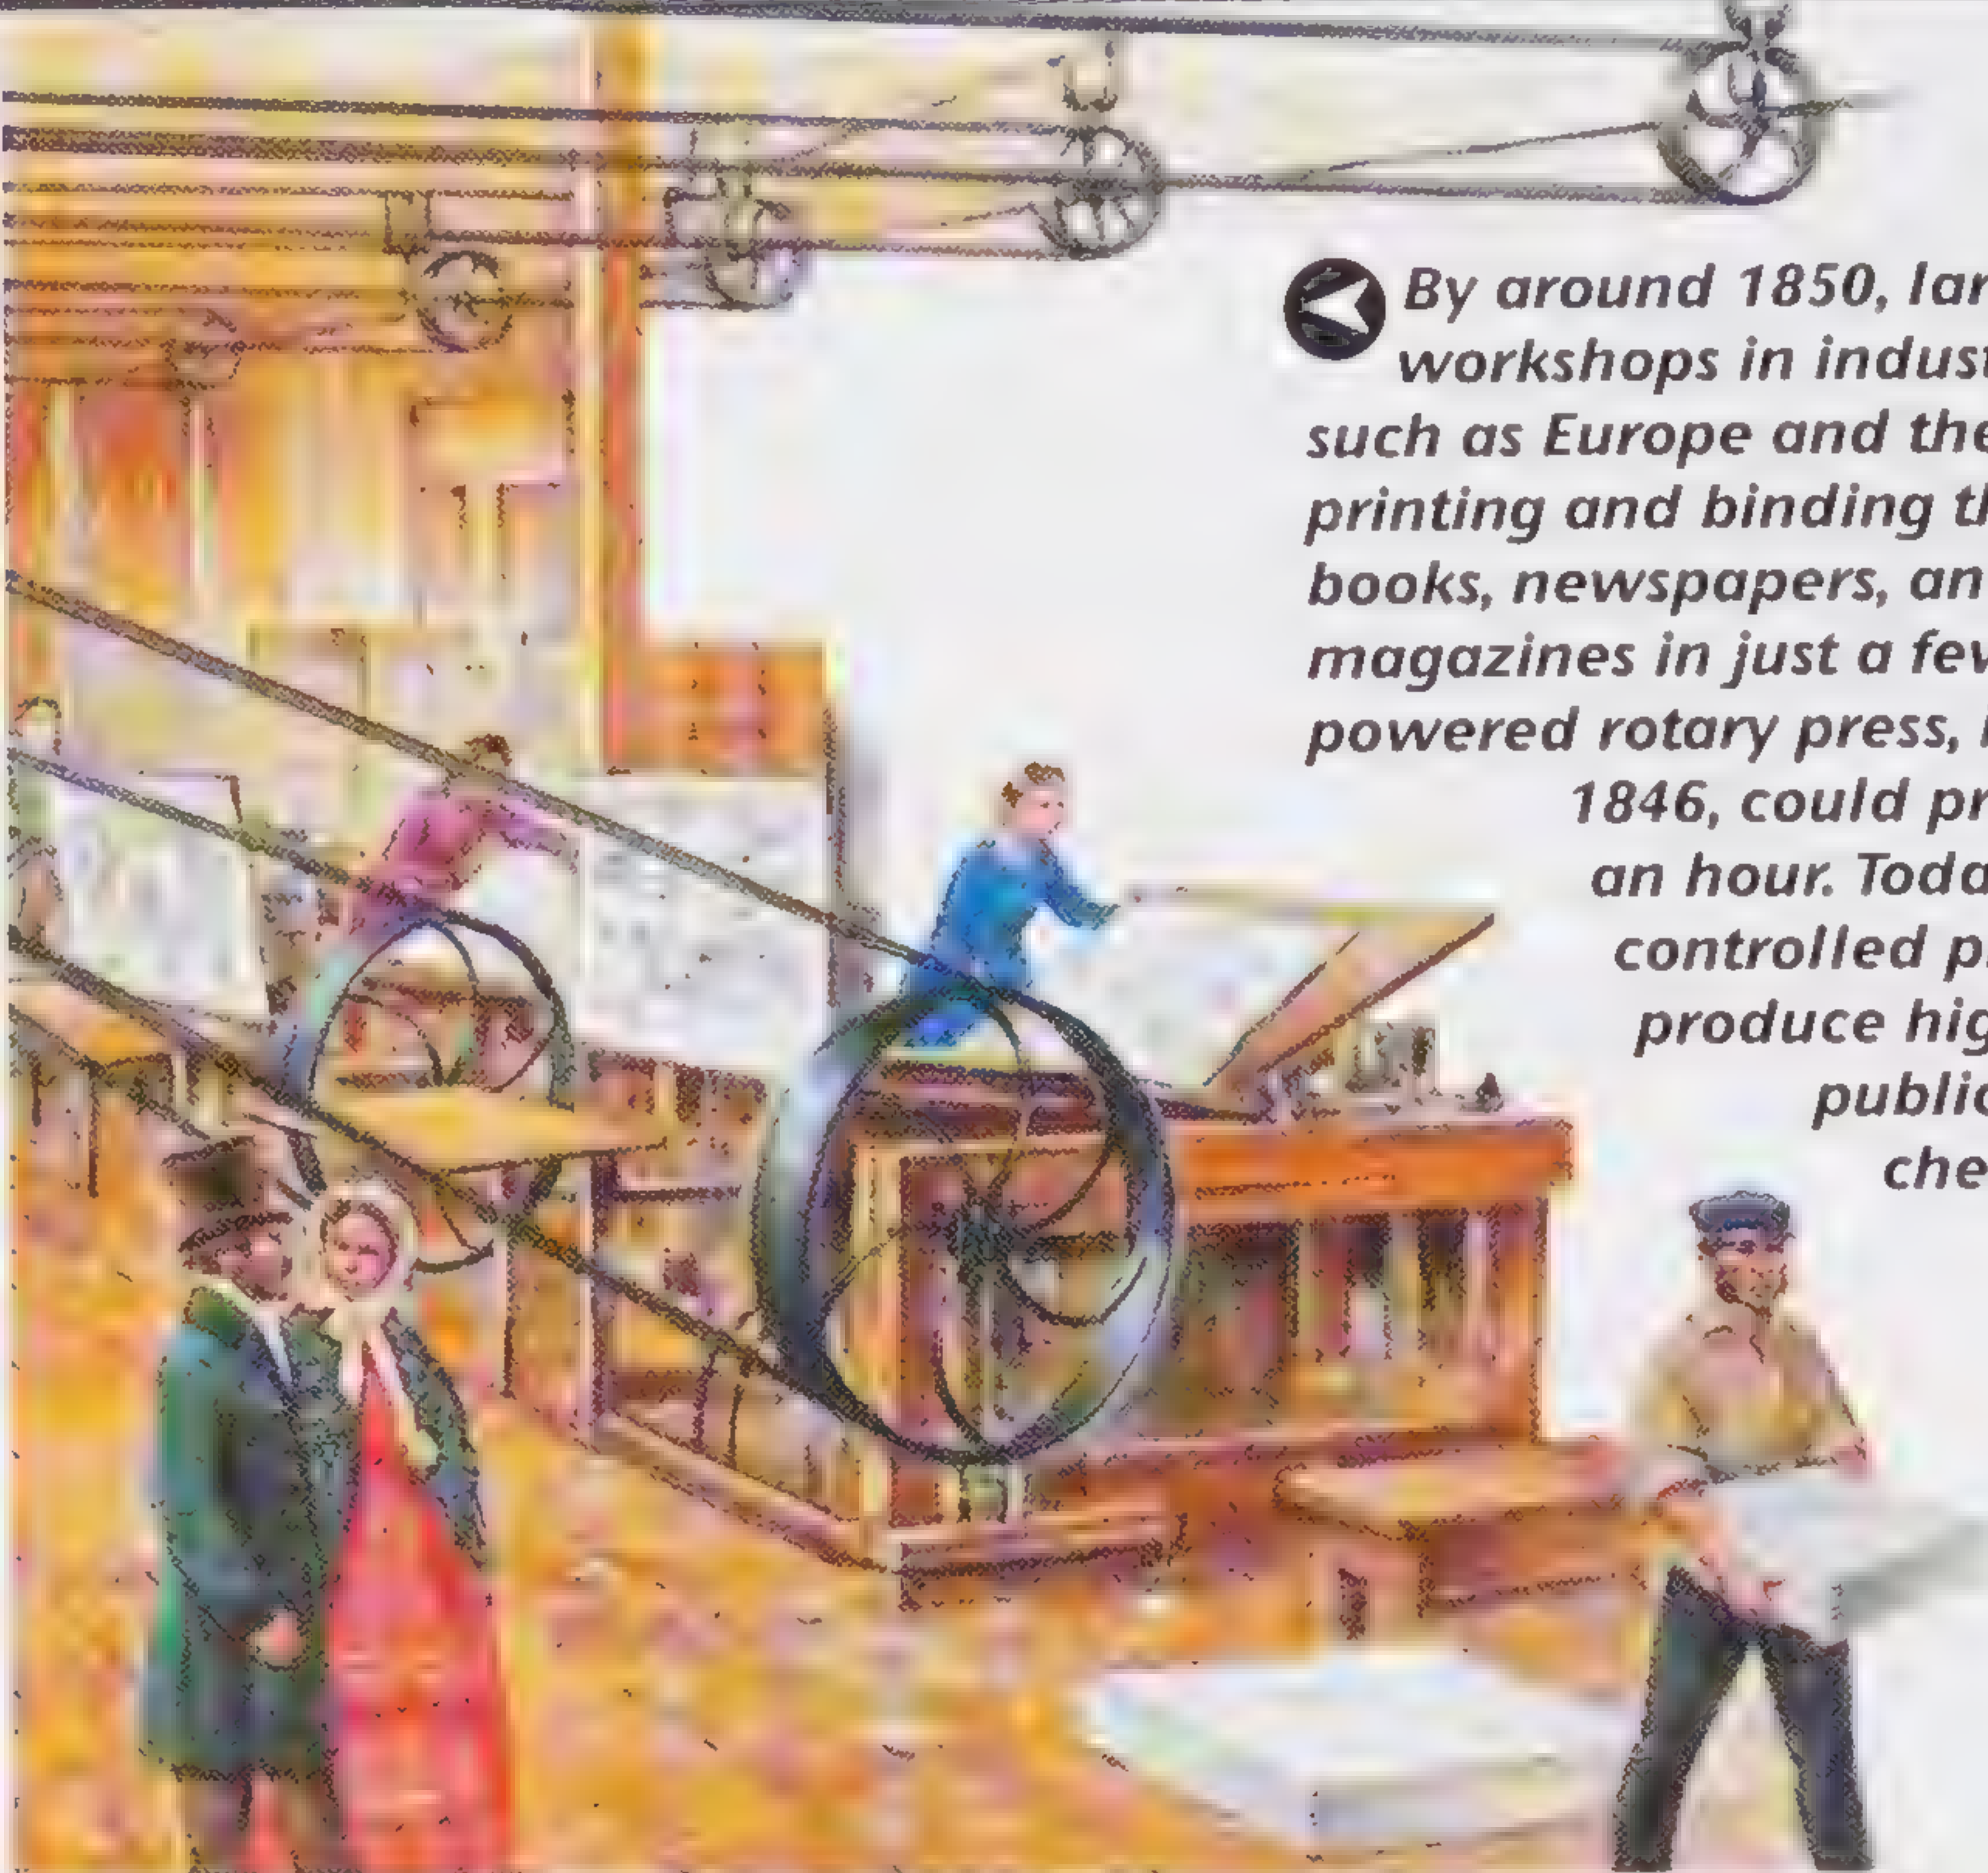 By around 1850, lar
workshops in indust
such as Europe and the
printing and binding th
books, newspapers, an
magazines in just a few
powered rotary press,
1846, could pr
an hour. Toda
controlled p
produce hig
public
che